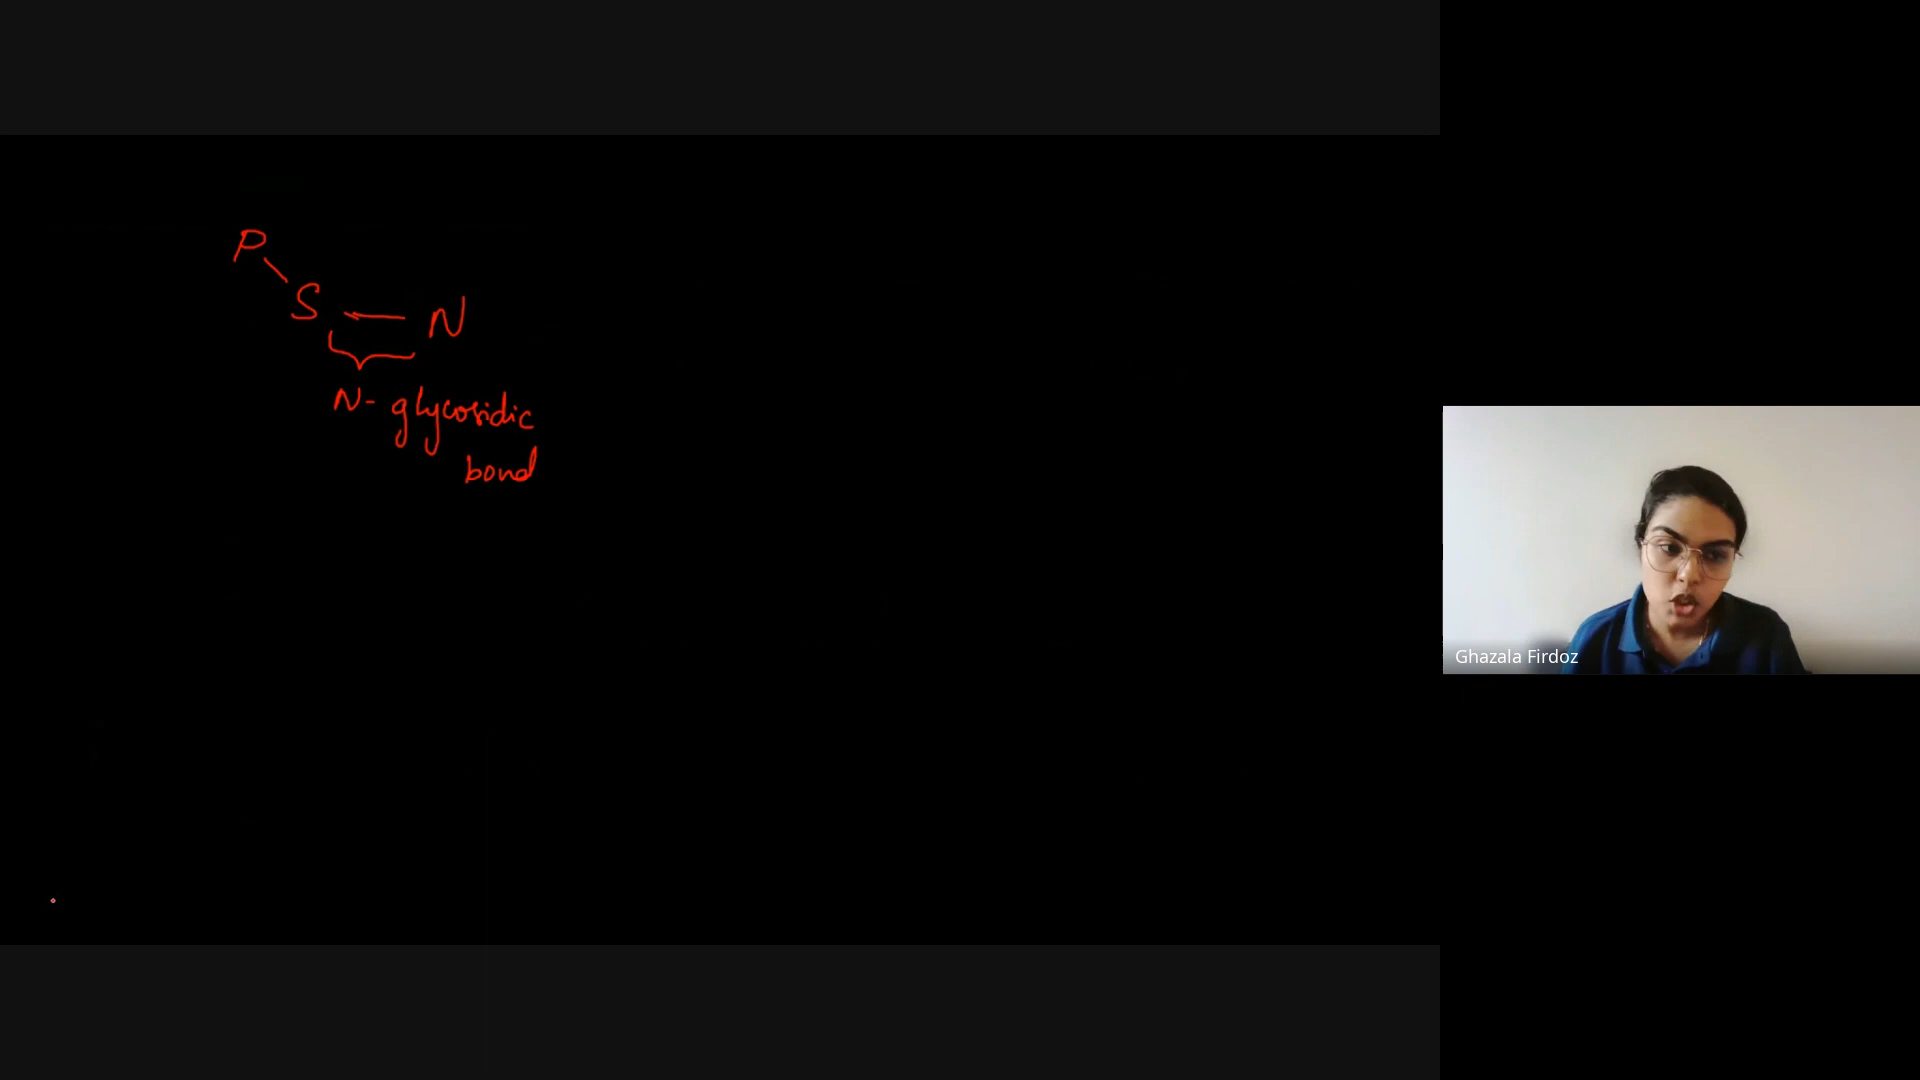 P
S — N
N- glycosidic
bond
Ghazala Firdoz